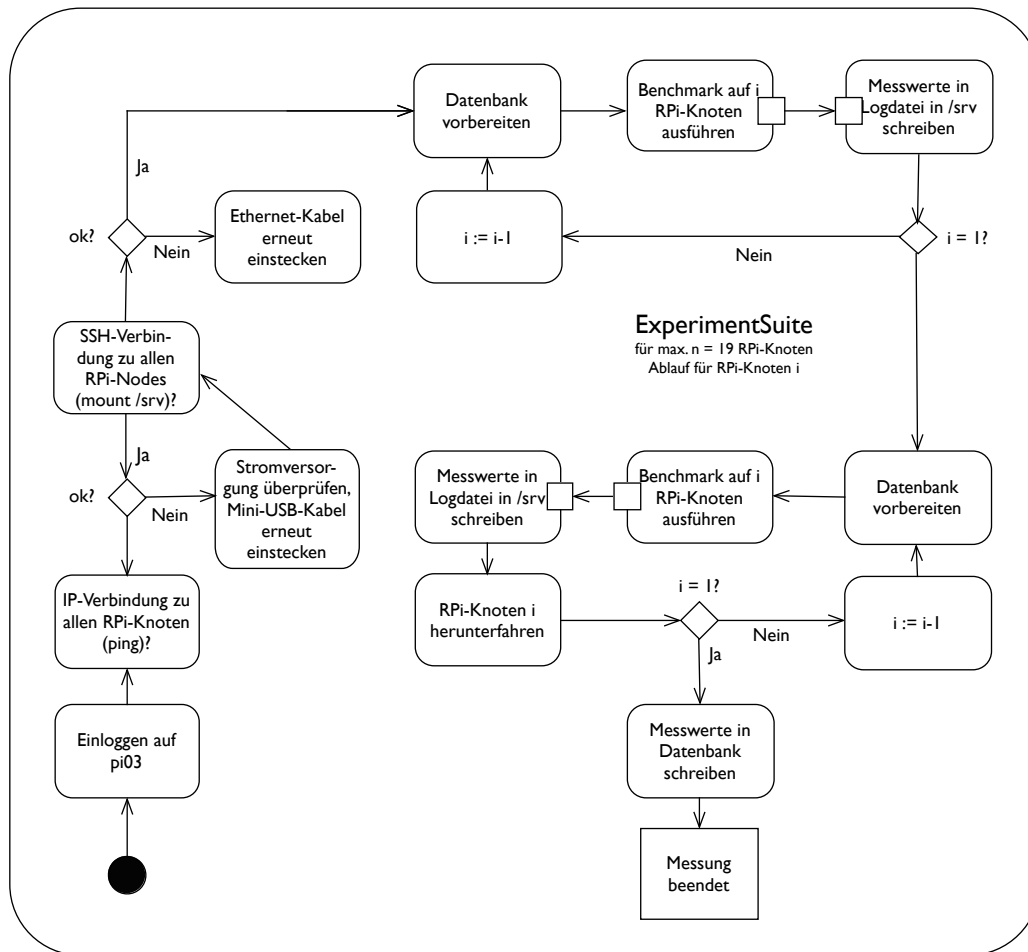 Datenbank
vorbereiten
Benchmark auf i
RPi-Knoten
ausführen
Messwerte in
Logdatei in /srv
schreiben
Ja
ok?
Nein
Ethernet-Kabel
erneut
einstecken
i := i-1
Nein
i = 1?
SSH-Verbin-
dung zu allen
RPi-Nodes
(mount /srv)?
ExperimentSuite
für max. n = 19 RPi-Knoten
Ablauf für RPi-Knoten i
Ja
ok?
Nein
Stromversor-
gung überprüfen,
Mini-USB-Kabel
erneut
einstecken
Messwerte in
Logdatei in /srv
schreiben
Benchmark auf i
RPi-Knoten
ausführen
Datenbank
vorbereiten
IP-Verbindung zu
allen RPi-Knoten
(ping)?
RPi-Knoten i
herunterfahren
i = 1?
Nein
Ja
i := i-1
Einloggen auf
pi03
Messwerte in
Datenbank
schreiben
Messung
beendet